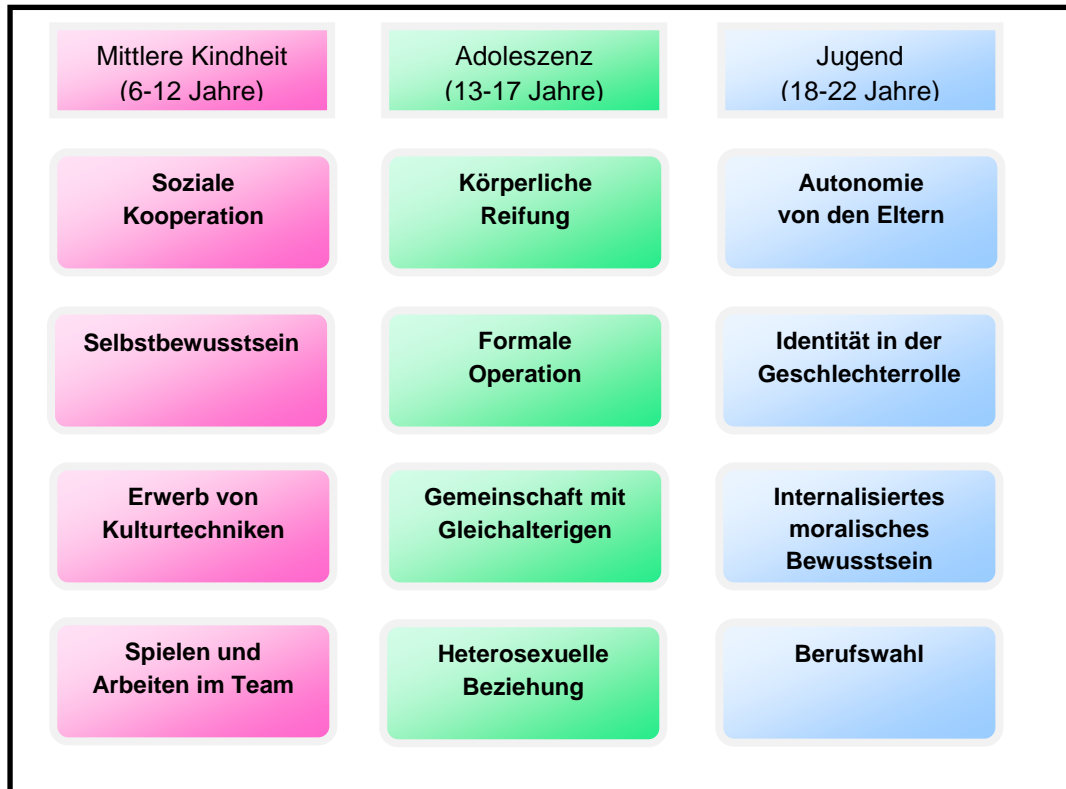 Mittlere Kindheit
(6-12 Jahre)
Adoleszenz
(13-17 Jahre)
Jugend
(18-22 Jahre)
Soziale
Kooperation
Körperliche
Reifung
Autonomie
von den Eltern
Selbstbewusstsein
Formale
Operation
Identität in der
Geschlechterrolle
Erwerb von
Kulturtechniken
Gemeinschaft mit
Gleichalterigen
Internalisiertes
moralisches
Bewusstsein
Spielen und
Arbeiten im Team
Heterosexuelle
Beziehung
Berufswahl